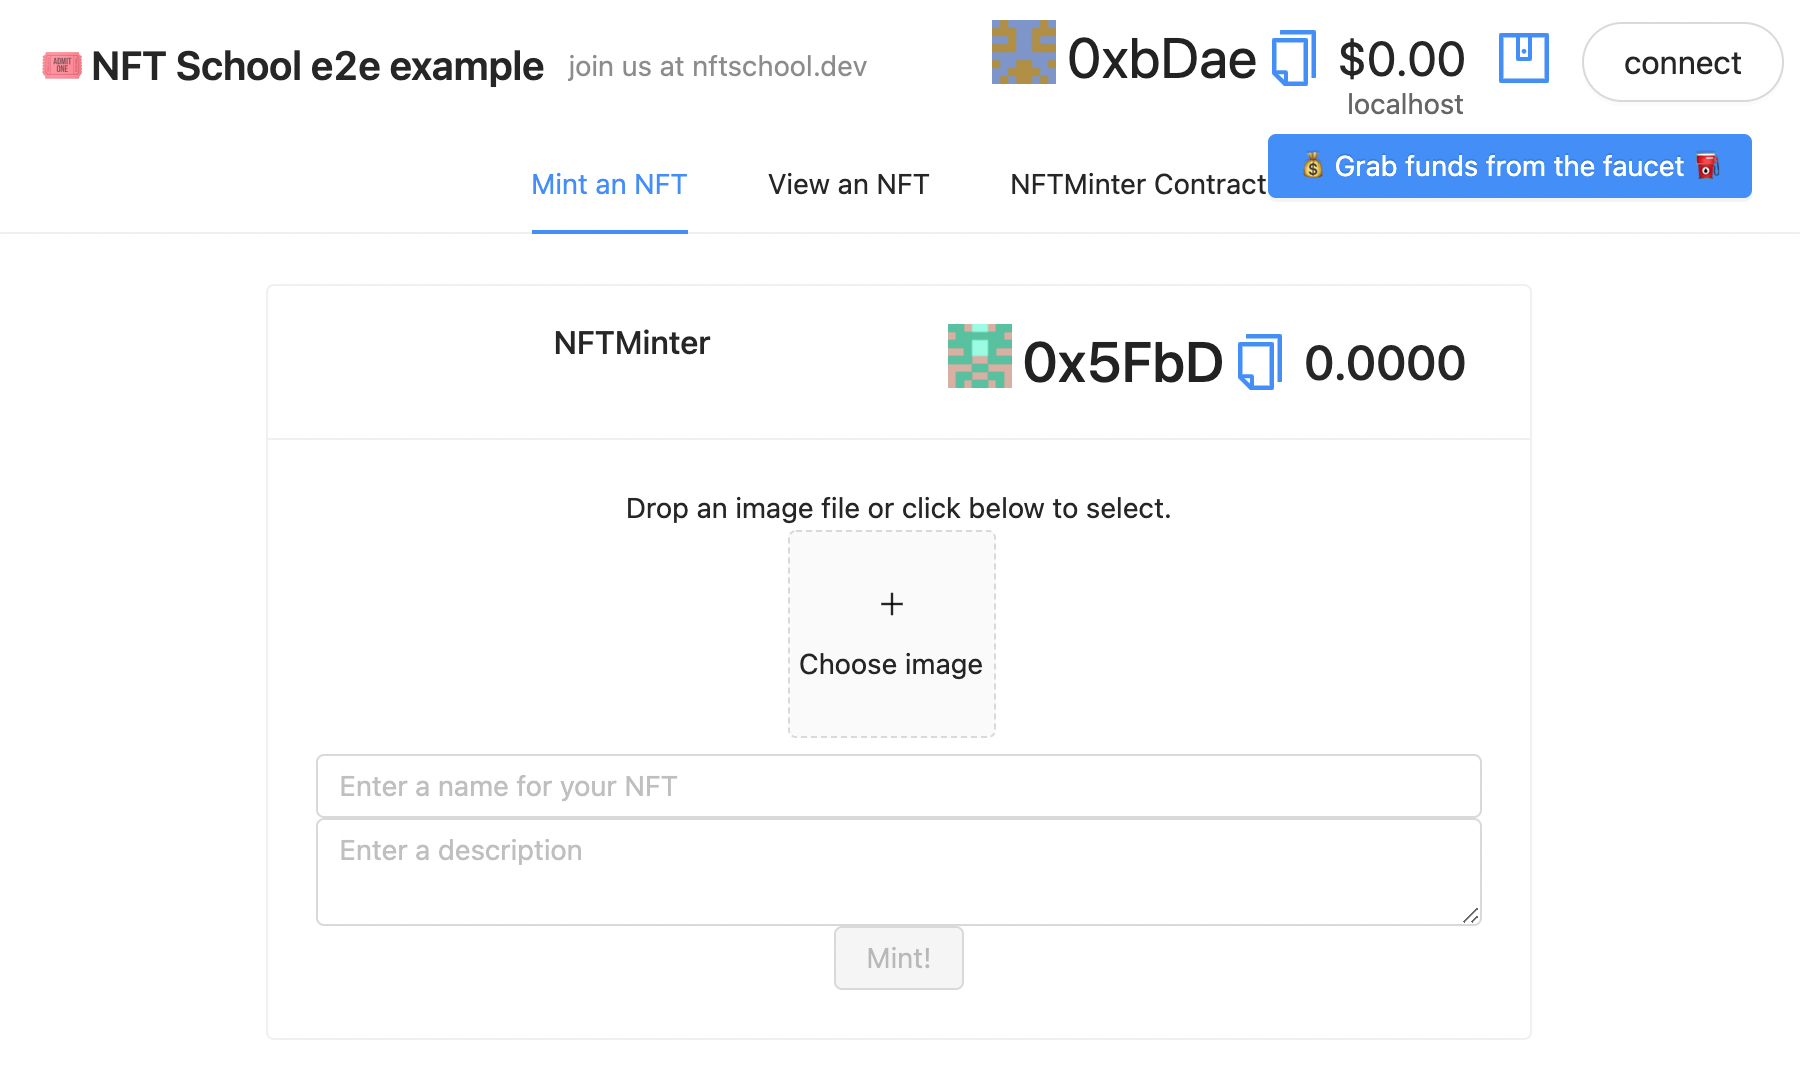 ADMIT ONE
NFT School e2e example
join us at nftschool.dev
0xbDae
$0.00
connect
localhost
Mint an NFT
View an NFT
NFTMinter Contract
💰 Grab funds from the faucet ⛽
NFTMinter
0x5FbD
0.0000
Drop an image file or click below to select.
+
Choose image
Enter a name for your NFT
Enter a description
Mint!